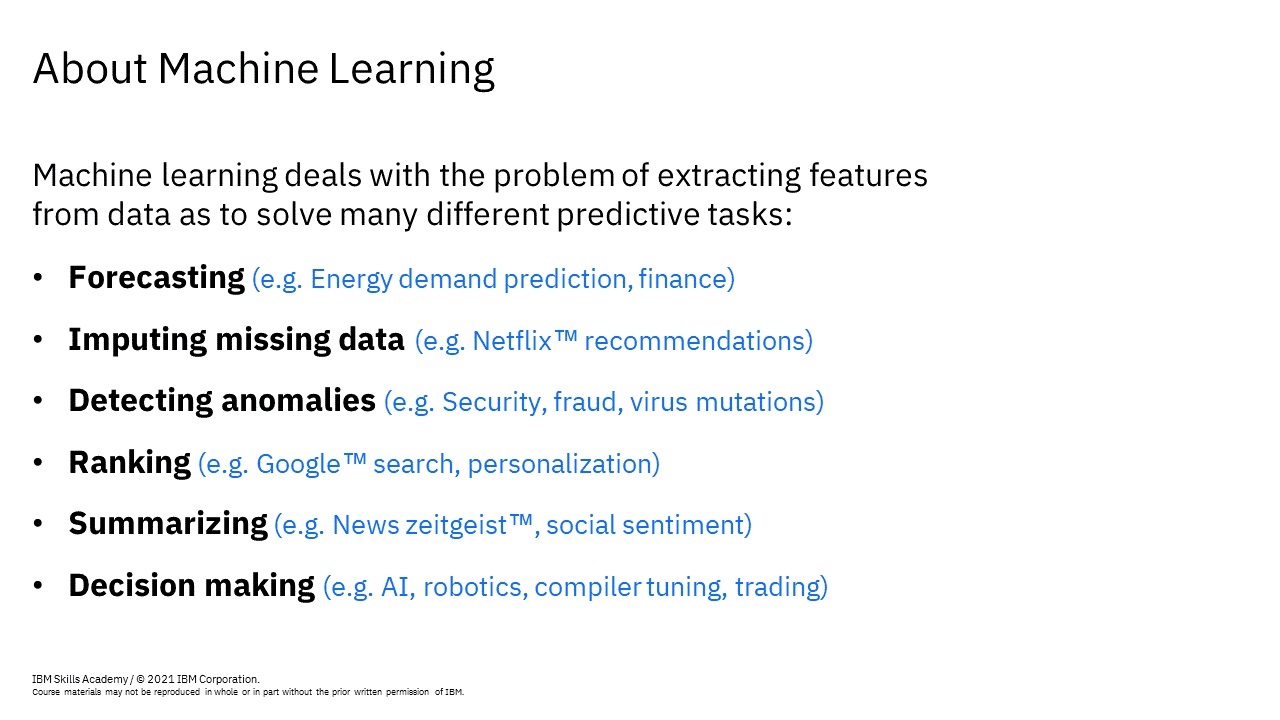 About Machine Learning
Machine learning deals with the problem of extracting features
from data as to solve many different predictive tasks:
• Forecasting (e.g. Energy demand prediction, finance)
• Imputing missing data (e.g. Netflix™ recommendations)
• Detecting anomalies (e.g. Security, fraud, virus mutations)
• Ranking (e.g. Google™ search, personalization)
• Summarizing (e.g. News zeitgeist™, social sentiment)
• Decision making (e.g. AI, robotics, compiler tuning, trading)
IBM Skills Academy / © 2021 IBM Corporation.
Course materials may not be reproduced in whole or in part without the prior written permission of IBM.